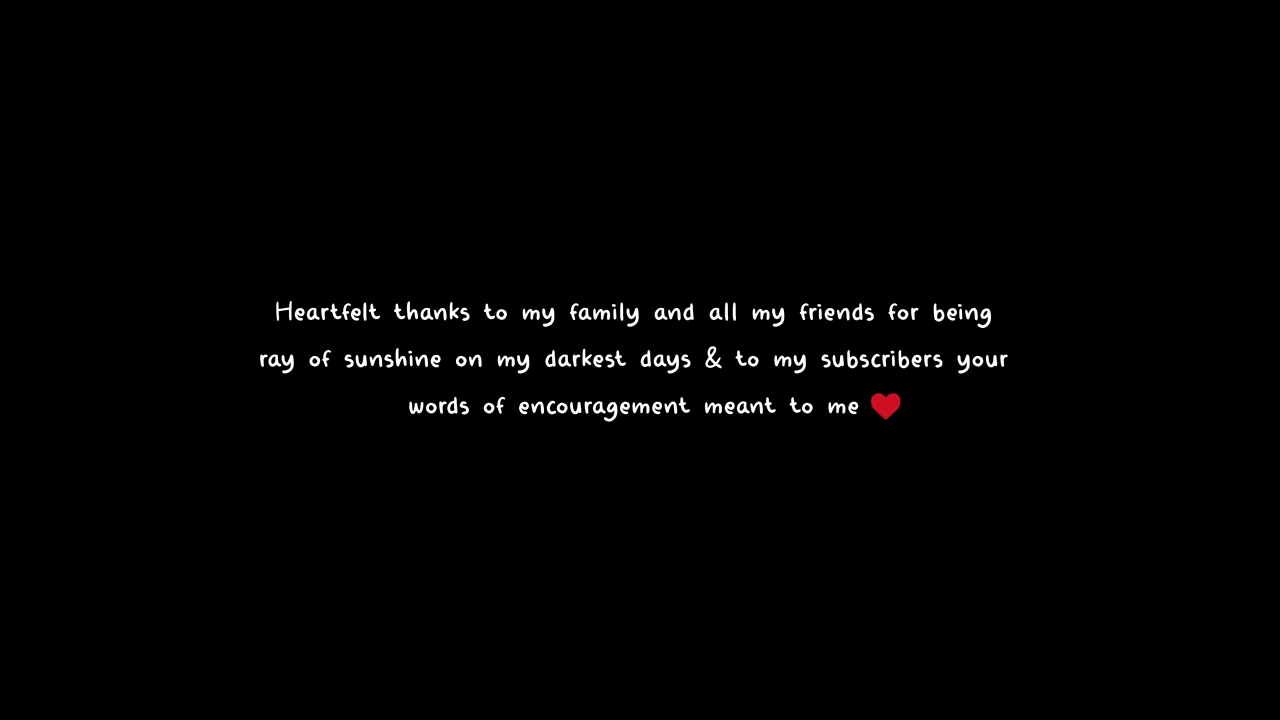 Heartfelt thanks to my family and all my friends for being
ray of sunshine on my darkest days & to my subscribers your
words of encouragement meant to me ❤️